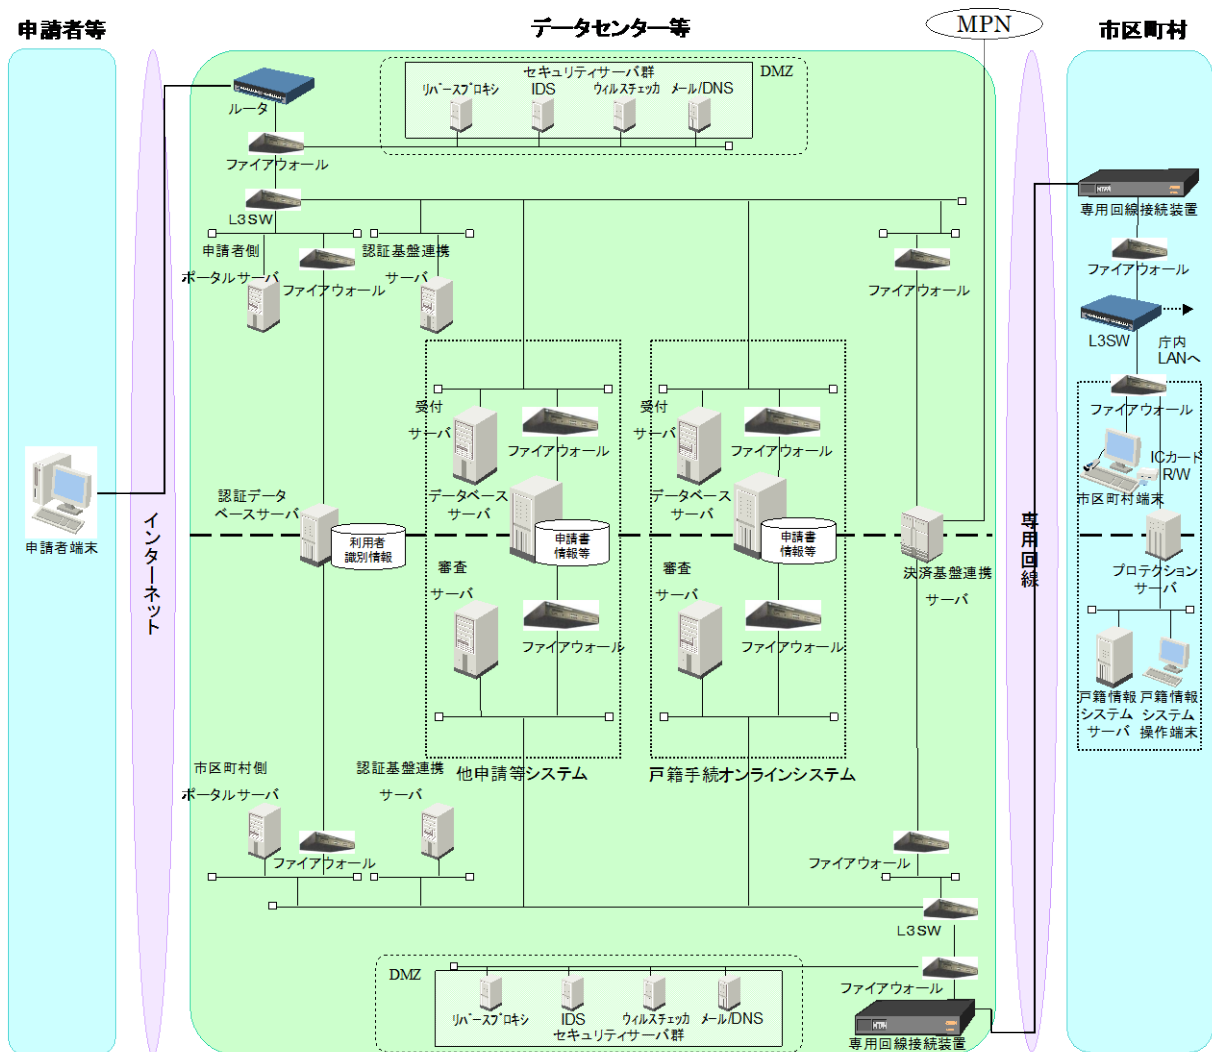 申請者等
データセンター等
MPN
市区町村
セキュリティサーバ群
DMZ
リバースプロキシ
IDS
ウィルスチェッカ
メール/DNS
ルータ
ファイアウォール
L3SW
申請者側
ポータルサーバ
ファイアウォール
認証基盤連携
サーバ
ファイアウォール
専用回線接続装置
ファイアウォール
L3SW
庁内
LANへ
ファイアウォール
ICカード
R/W
市区町村端末
受付
サーバ
ファイアウォール
データベース
サーバ
申請書
情報等
審査
サーバ
ファイアウォール
他申請等システム
受付
サーバ
ファイアウォール
データベース
サーバ
申請書
情報等
審査
サーバ
ファイアウォール
戸籍手続オンラインシステム
申請者端末
インターネット
認証データ
ベースサーバ
利用者
識別情報
決済基盤連携
サーバ
専用回線
プロテクション
サーバ
戸籍情報
システム
サーバ
戸籍情報
システム
操作端末
市区町村側
ポータルサーバ
ファイアウォール
認証基盤連携
サーバ
ファイアウォール
L3SW
ファイアウォール
DMZ
リバースプロキシ
IDS
ウィルスチェッカ
メール/DNS
セキュリティサーバ群
専用回線接続装置